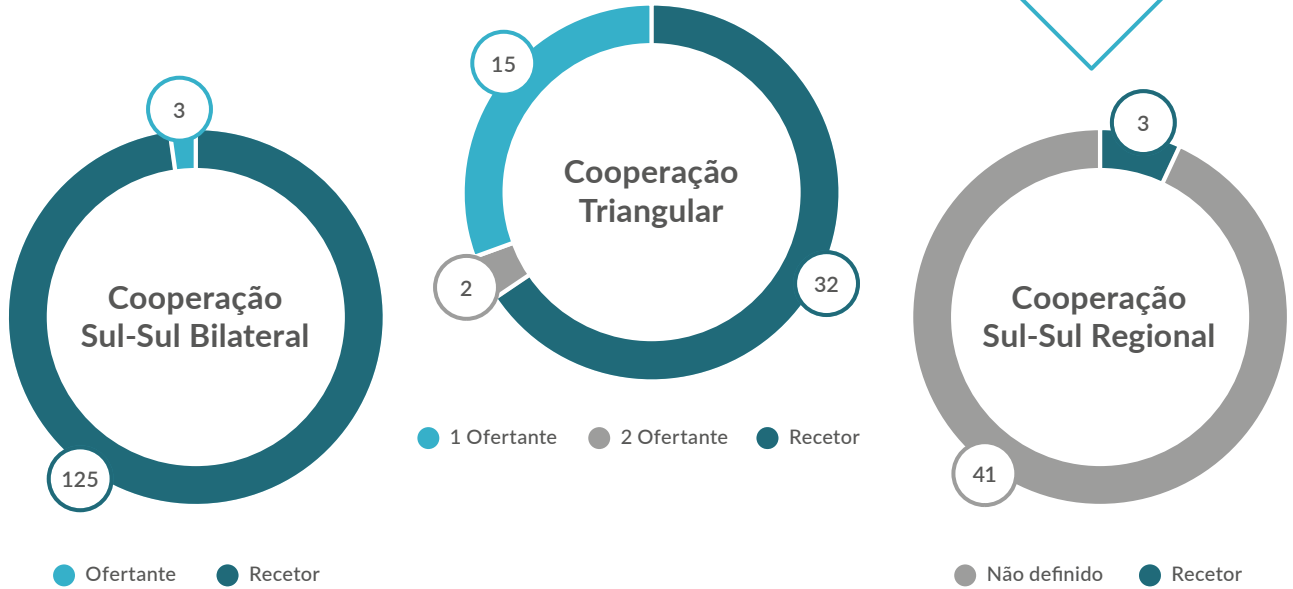 3
Cooperação
Sul-Sul Bilateral
125
Ofertante
Recetor
15
Cooperação
Triangular
2
32
1 Ofertante
2 Ofertante
Recetor
3
Cooperação
Sul-Sul Regional
41
Não definido
Recetor